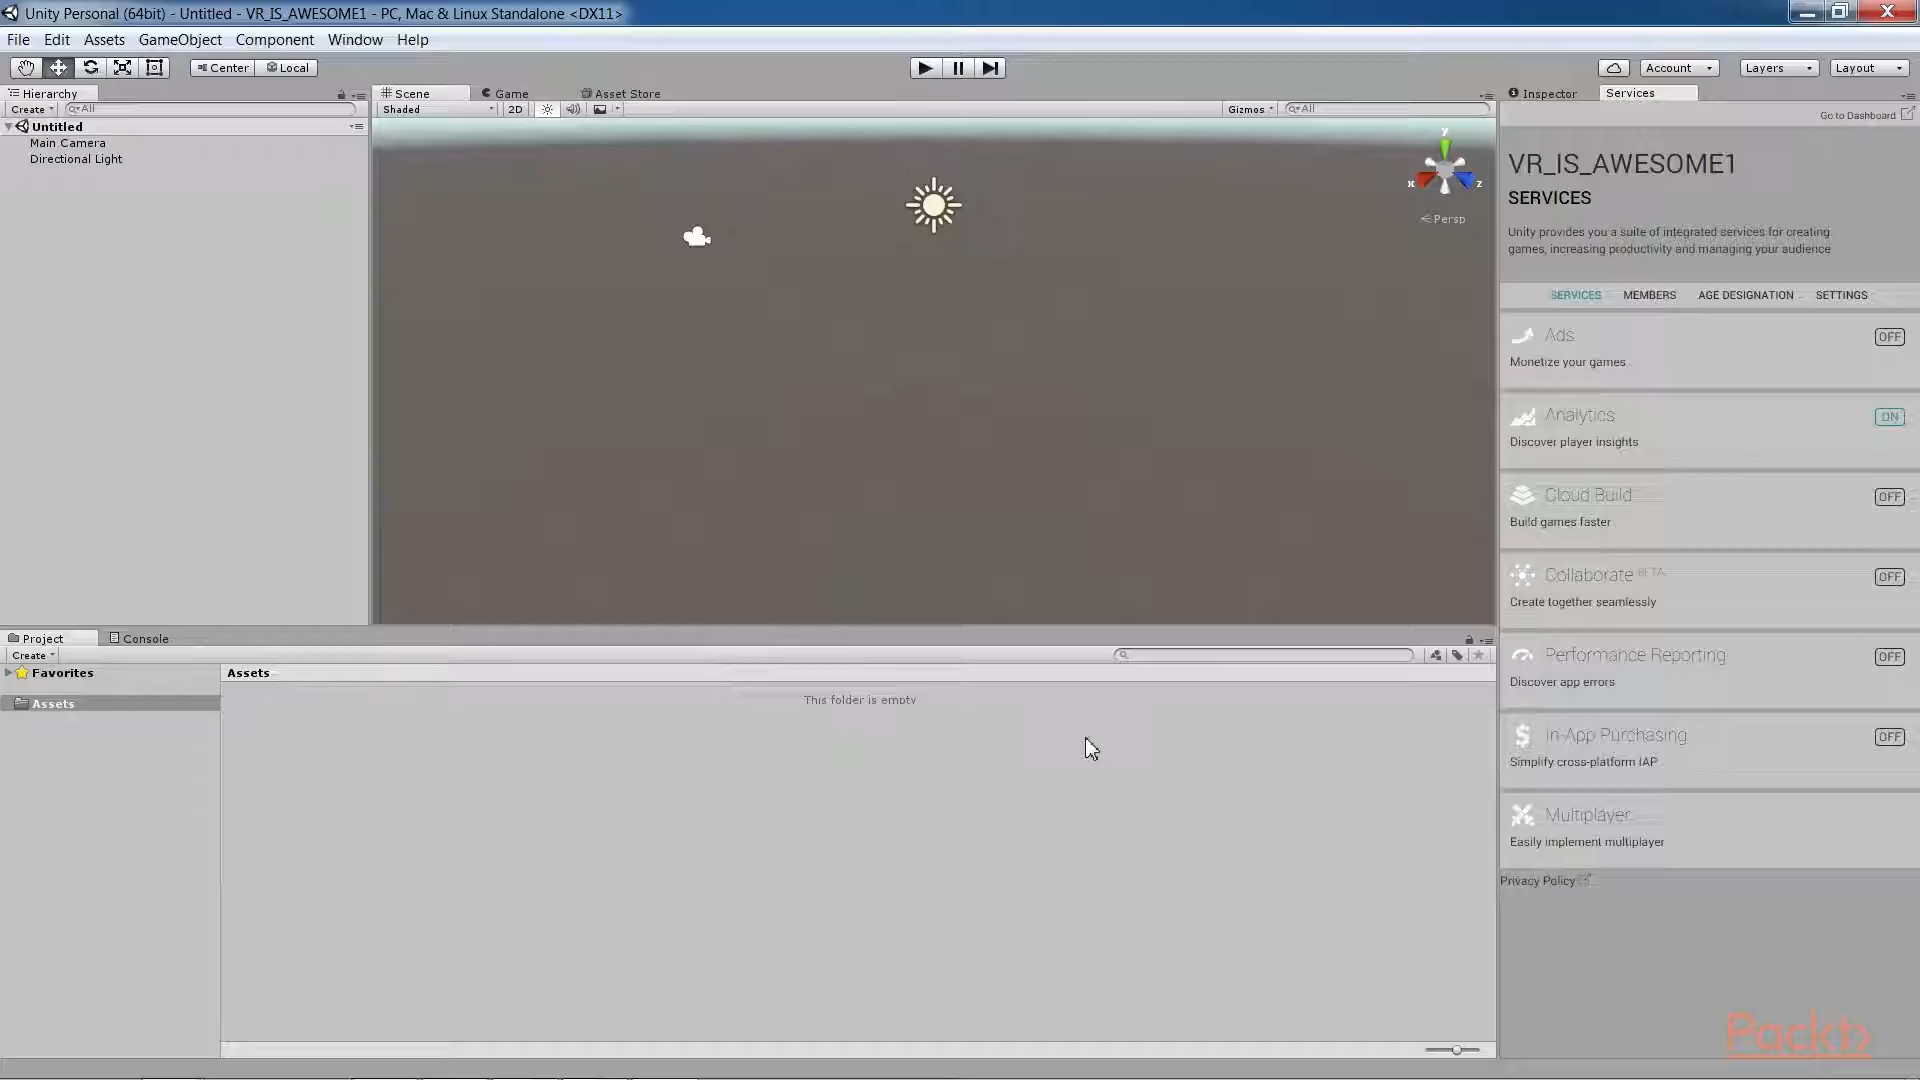 Unity Personal (64bit) - Untitled - VR_IS_AWESOME1 - PC, Mac & Linux Standalone <DX11>
File Edit Assets GameObject Component Window Help
Center Local Account Layers Layout
Hierarchy
Create All
Untitled
Main Camera
Directional Light
Scene Game Asset Store
Shaded 2D Gizmos All
y
x z
Persp
Inspector Services
Go to Dashboard
VR_IS_AWESOME1
SERVICES
Unity provides you a suite of integrated services for creating
games, increasing productivity and managing your audience
SERVICES MEMBERS AGE DESIGNATION SETTINGS
Ads OFF
Monetize your games
Analytics ON
Discover player insights
Cloud Build OFF
Build games faster
Collaborate BETA OFF
Create together seamlessly
Performance Reporting OFF
Discover app errors
In-App Purchasing OFF
Simplify cross-platform IAP
Multiplayer
Easily implement multiplayer
Privacy Policy
Project Console
Create
Favorites
Assets
Assets
This folder is empty
Packt>